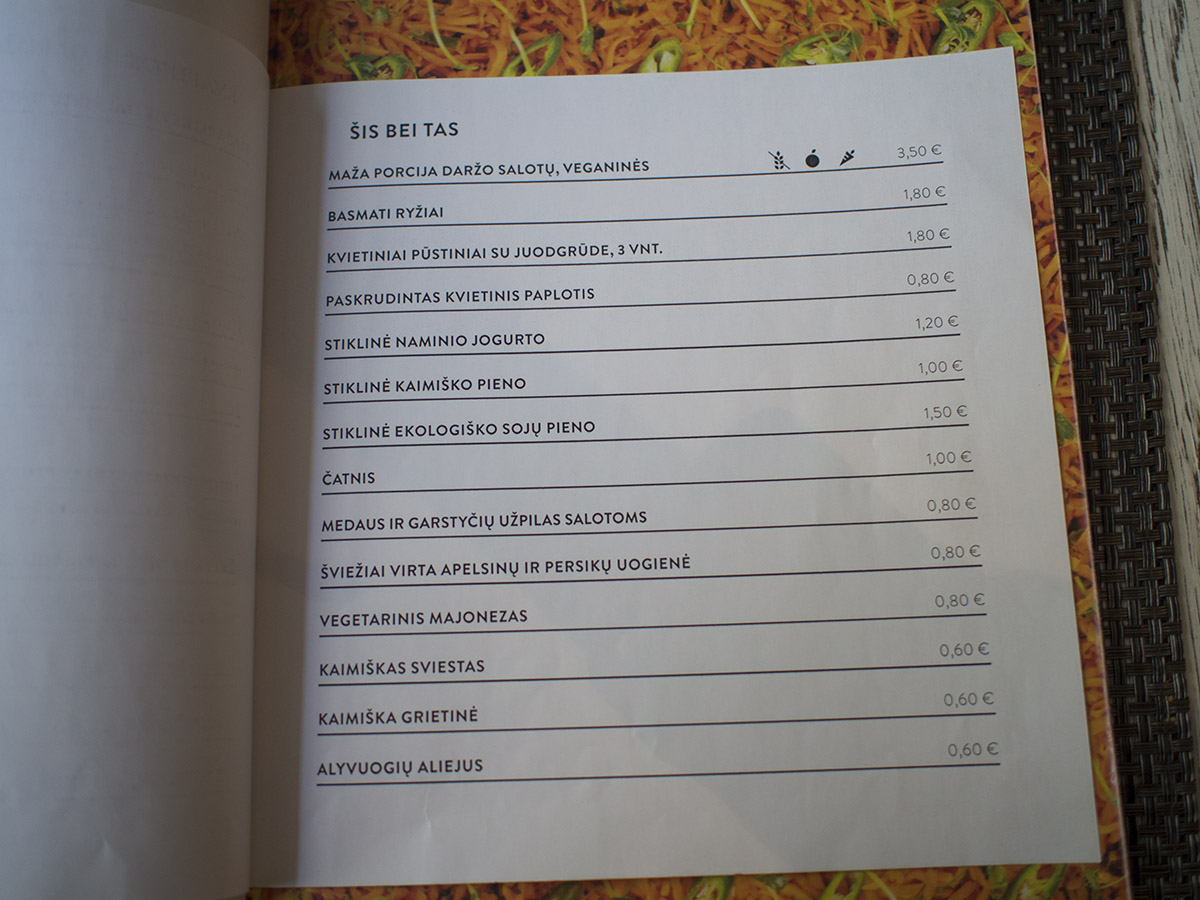 ŠIS BEI TAS
MAŽA PORCIJA DARŽO SALOTŲ, VEGANINĖS 3,50 €
BASMATI RYŽIAI 1,80 €
KVIETINIAI PŪSTINIAI SU JUODGRŪDE, 3 VNT. 1,80 €
PASKRUDINTAS KVIETINIS PAPLOTIS 0,80 €
STIKLINĖ NAMINIO JOGURTO 1,20 €
STIKLINĖ KAIMIŠKO PIENO 1,00 €
STIKLINĖ EKOLOGIŠKO SOJŲ PIENO 1,50 €
ČATNIS 1,00 €
MEDAUS IR GARSTYČIŲ UŽPILAS SALOTOMS 0,80 €
ŠVIEŽIAI VIRTA APELSINŲ IR PERSIKŲ UOGIENĖ 0,80 €
VEGETARINIS MAJONEZAS 0,80 €
KAIMIŠKAS SVIESTAS 0,60 €
KAIMIŠKA GRIETINĖ 0,60 €
ALYVUOGIŲ ALIEJUS 0,60 €